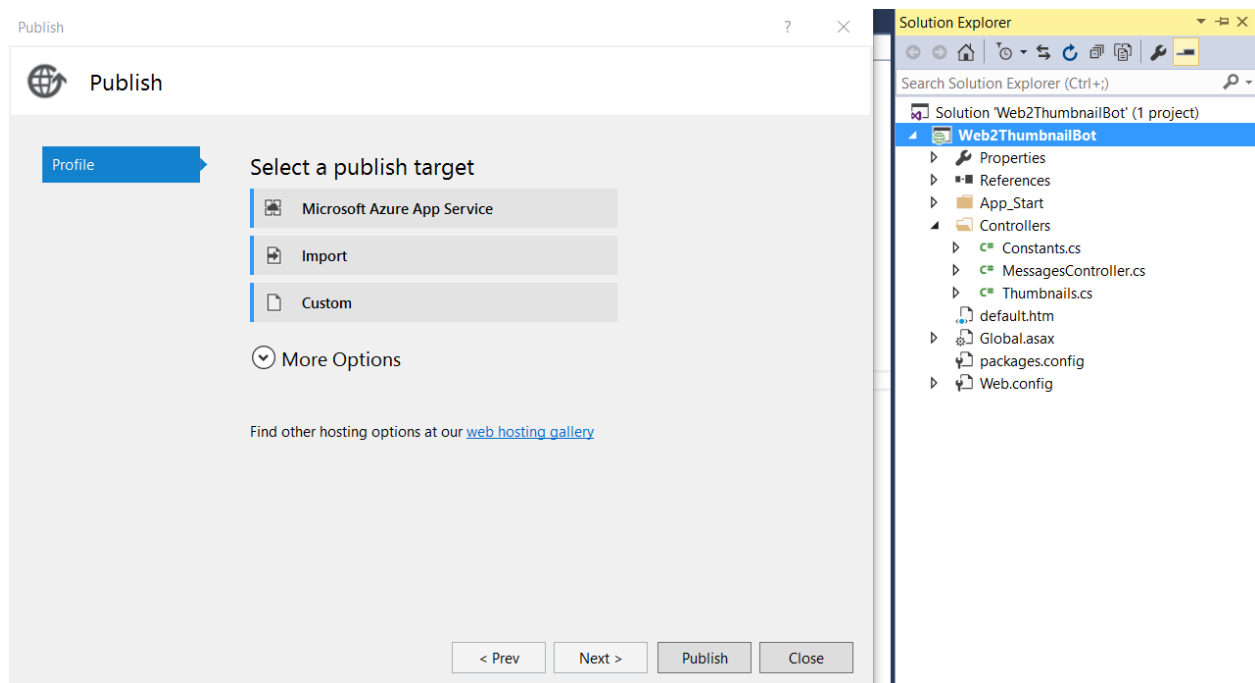 Publish
?
Publish
Profile
Select a publish target
Microsoft Azure App Service
Import
Custom
More Options
Find other hosting options at our web hosting gallery
< Prev
Next >
Publish
Close
Solution Explorer
Search Solution Explorer (Ctrl+;)
Solution 'Web2ThumbnailBot' (1 project)
Web2ThumbnailBot
Properties
References
App_Start
Controllers
C# Constants.cs
C# MessagesController.cs
C# Thumbnails.cs
default.htm
Global.asax
packages.config
Web.config